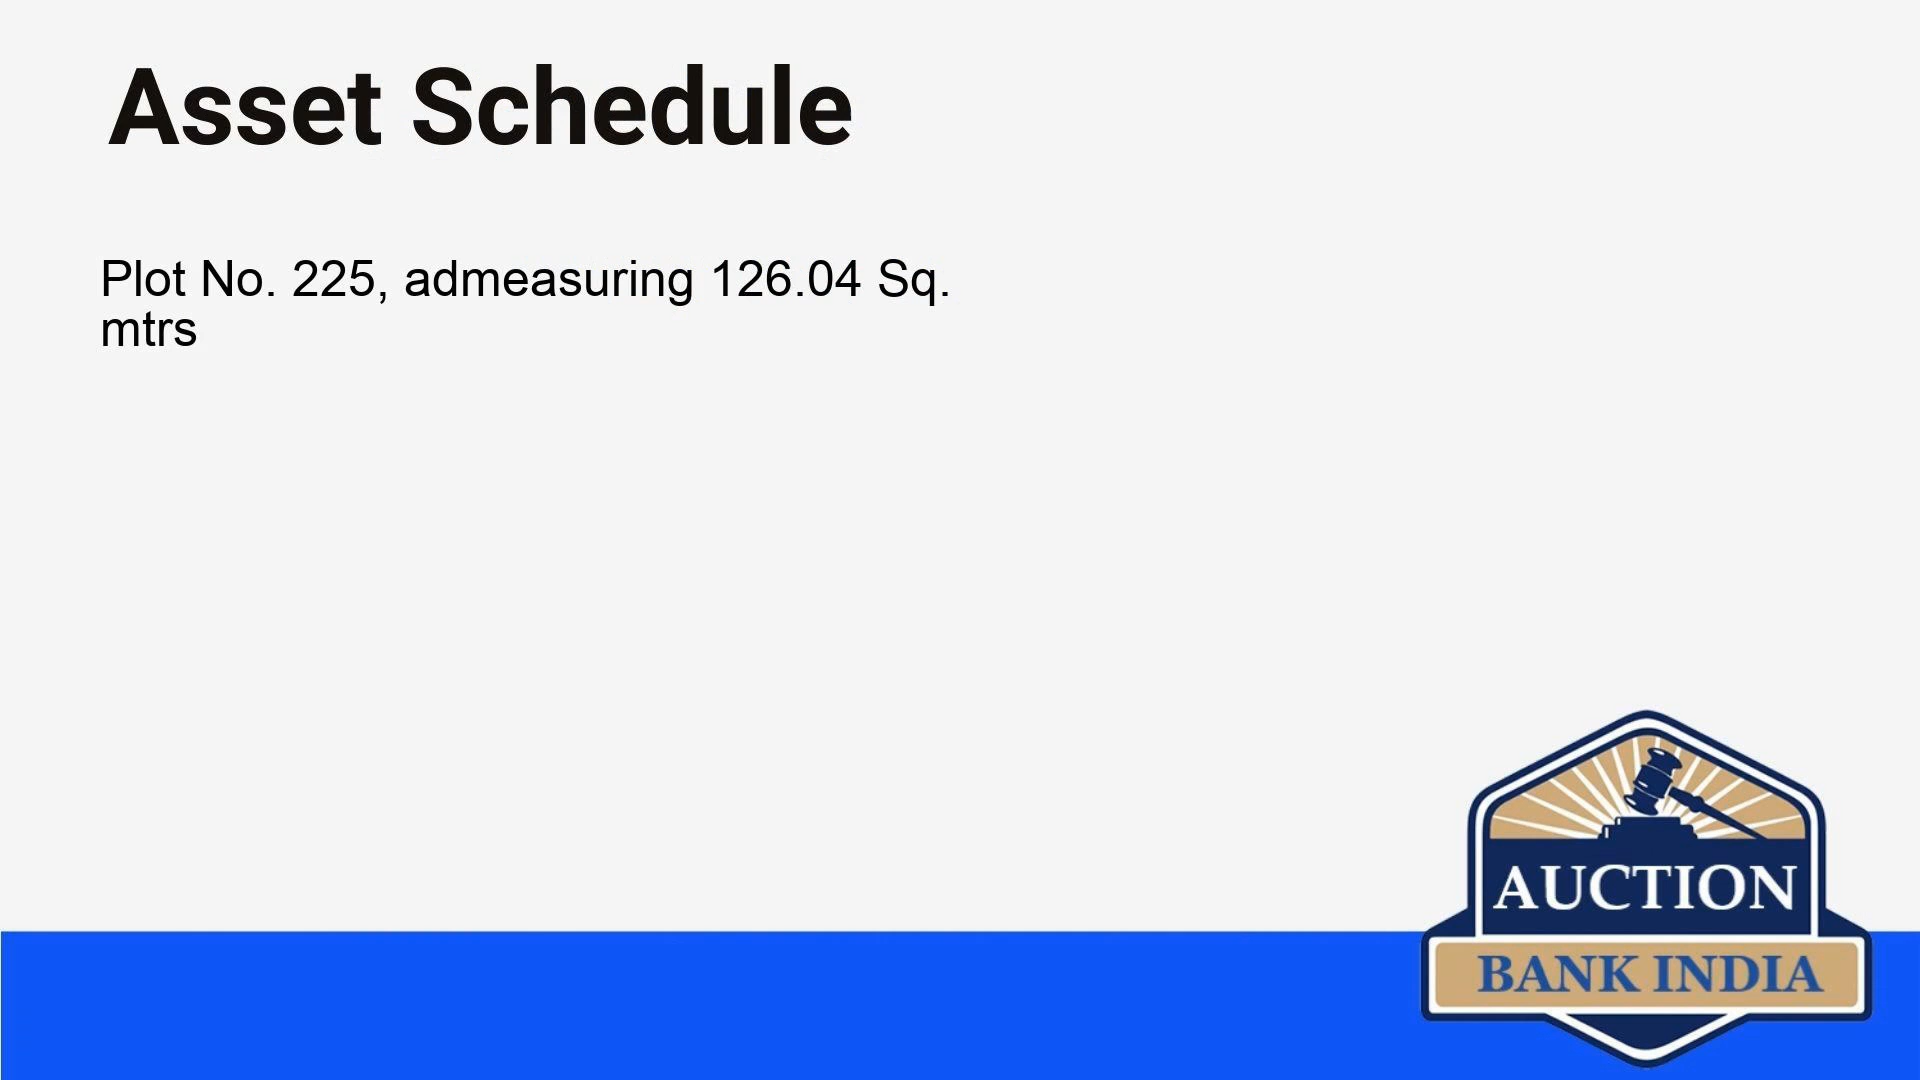 Asset Schedule
Plot No. 225, admeasuring 126.04 Sq.
mtrs
AUCTION
BANK INDIA